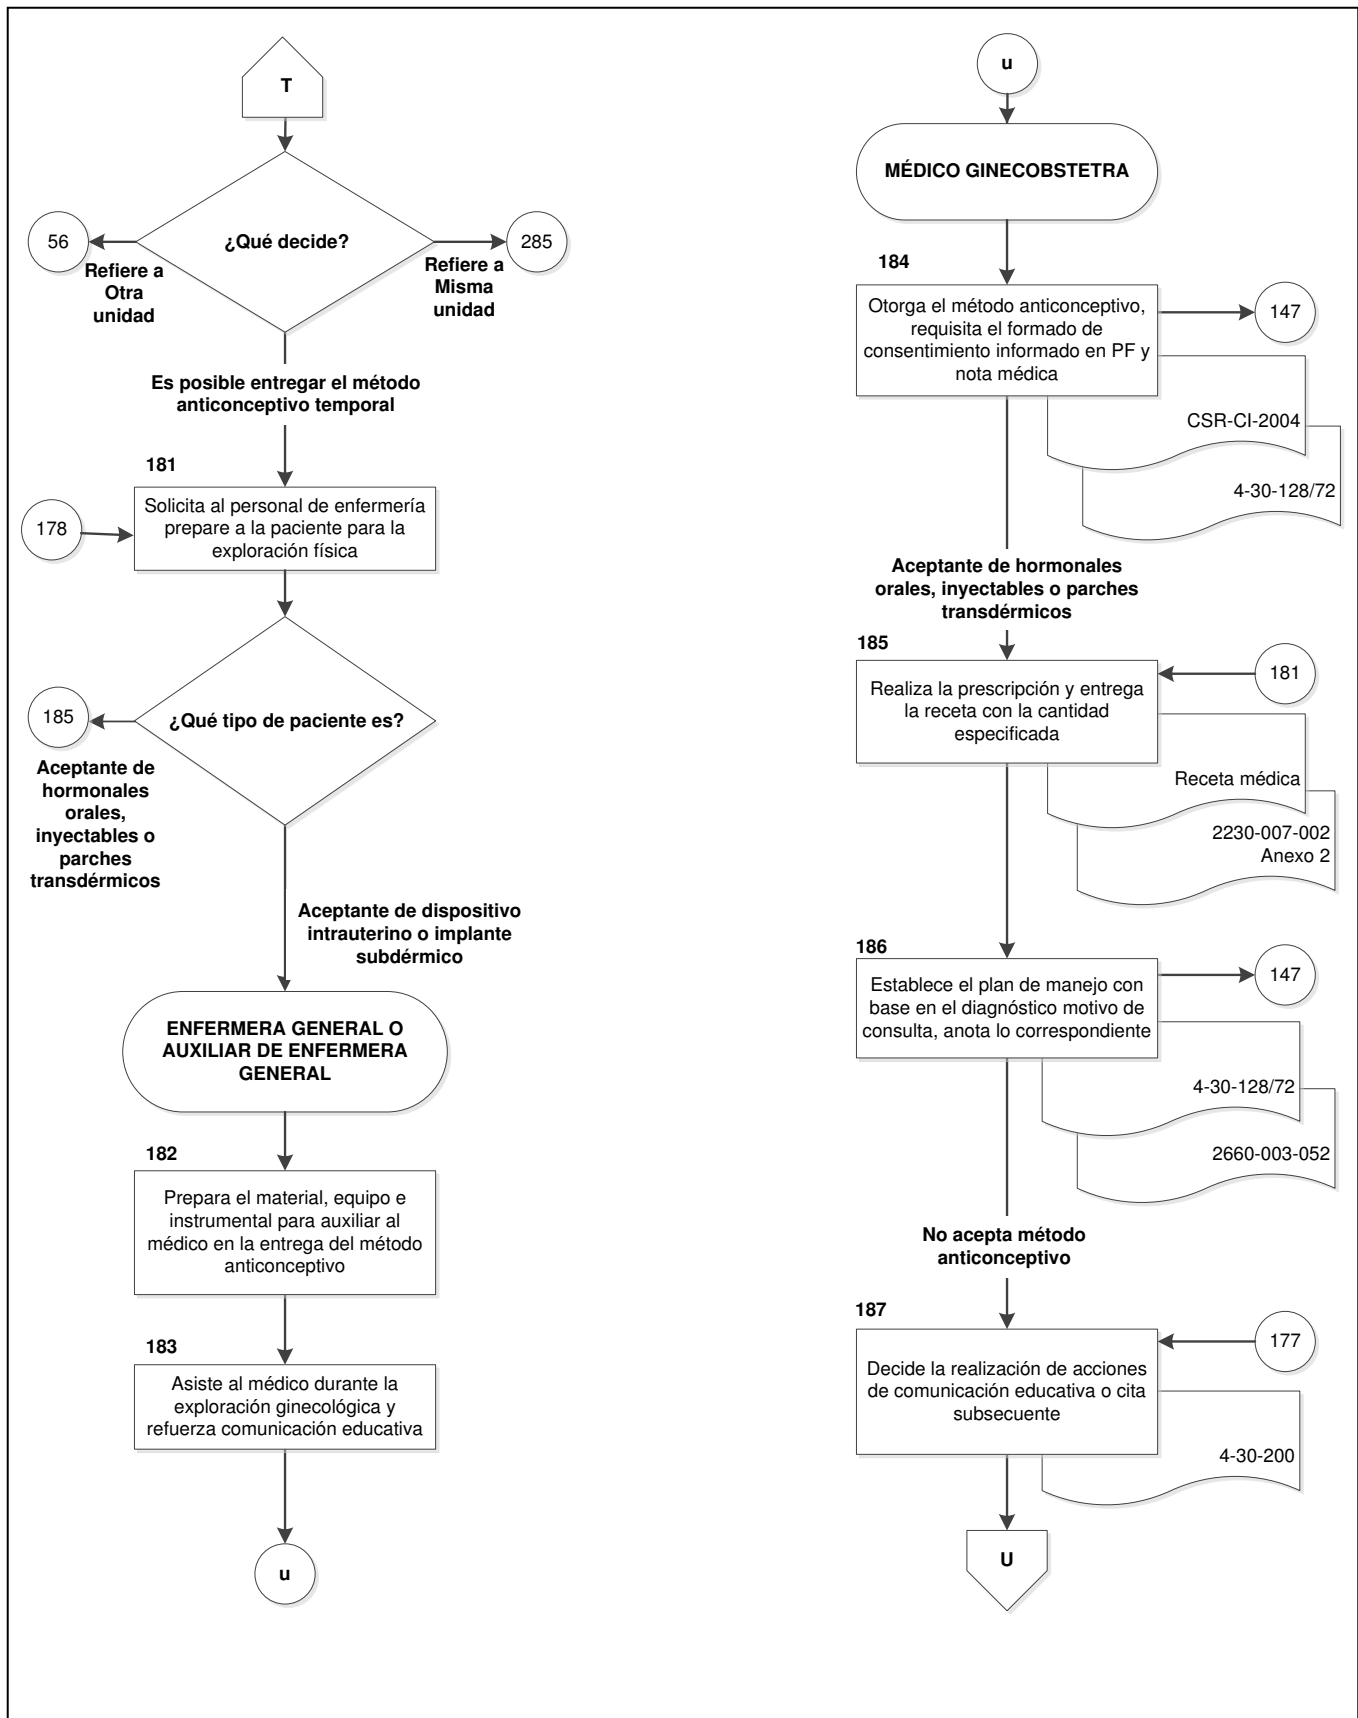 T
¿Qué decide?
56
285
Refiere a
Otra
unidad
Refiere a
Misma
unidad
Es posible entregar el método
anticonceptivo temporal
181
Solicita al personal de enfermería
prepare a la paciente para la
exploración física
178
¿Qué tipo de paciente es?
185
Aceptante de
hormonales
orales,
inyectables o
parches
transdérmicos
Aceptante de dispositivo
intrauterino o implante
subdérmico
ENFERMERA GENERAL O
AUXILIAR DE ENFERMERA
GENERAL
182
Prepara el material, equipo e
instrumental para auxiliar al
médico en la entrega del método
anticonceptivo
183
Asiste al médico durante la
exploración ginecológica y
refuerza comunicación educativa
u
u
MÉDICO GINECOBSTETRA
184
Otorga el método anticonceptivo,
requisita el formado de
consentimiento informado en PF y
nota médica
147
CSR-CI-2004
4-30-128/72
Aceptante de hormonales
orales, inyectables o parches
transdérmicos
185
Realiza la prescripción y entrega
la receta con la cantidad
especificada
181
Receta médica
2230-007-002
Anexo 2
186
Establece el plan de manejo con
base en el diagnóstico motivo de
consulta, anota lo correspondiente
147
4-30-128/72
2660-003-052
No acepta método
anticonceptivo
187
Decide la realización de acciones
de comunicación educativa o cita
subsecuente
177
4-30-200
U